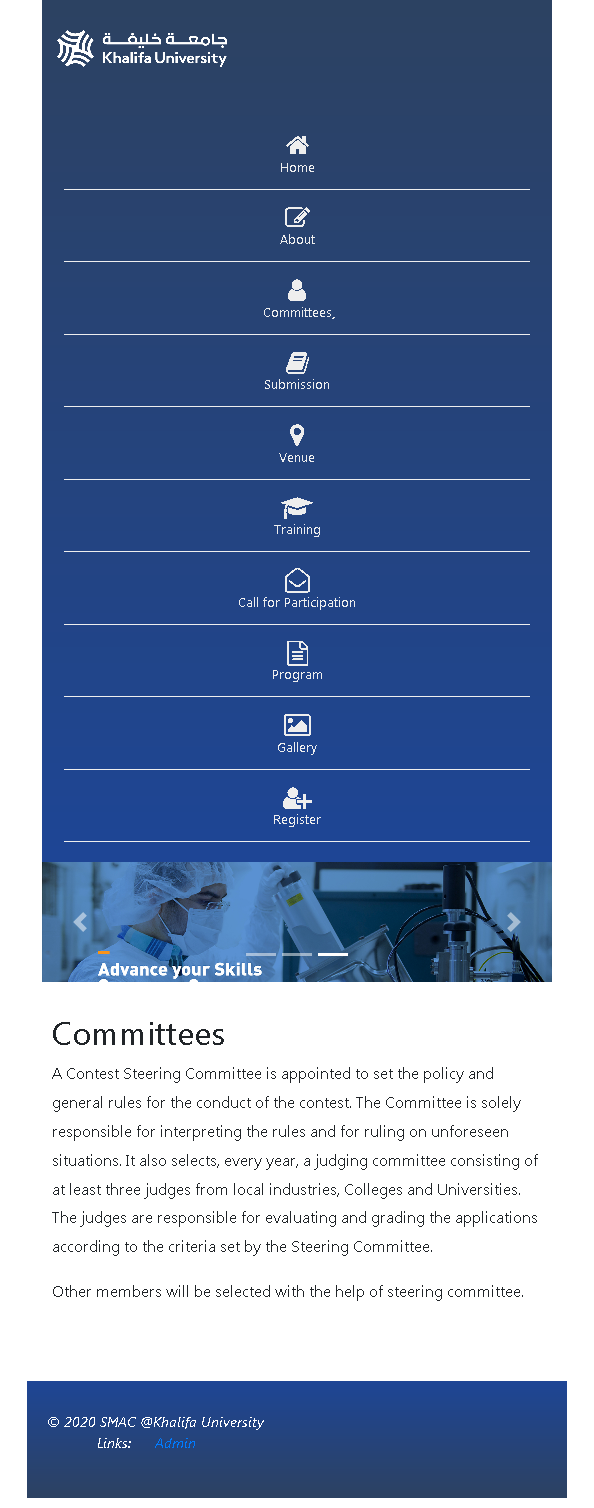 جامعـــة خليفــة
Khalifa University
Home
About
Committees,
Submission
Venue
Training
Call for Participation
Program
Gallery
Register
Advance your Skills
Committees
A Contest Steering Committee is appointed to set the policy and
general rules for the conduct of the contest. The Committee is solely
responsible for interpreting the rules and for ruling on unforeseen
situations. It also selects, every year, a judging committee consisting of
at least three judges from local industries, Colleges and Universities.
The judges are responsible for evaluating and grading the applications
according to the criteria set by the Steering Committee.
Other members will be selected with the help of steering committee.
© 2020 SMAC @Khalifa University
Links: Admin